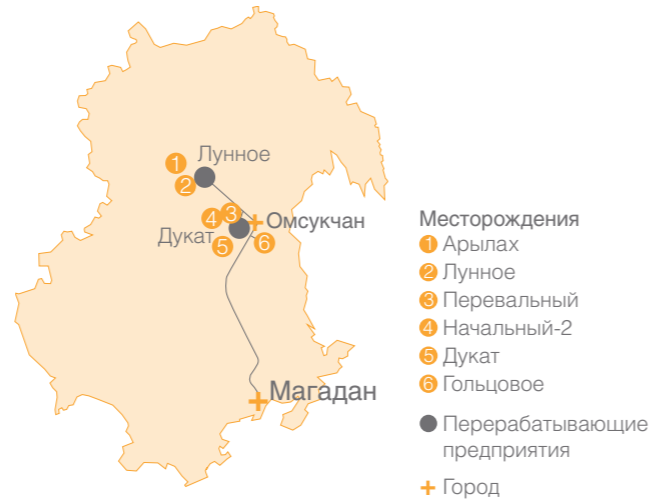 1
Лунное
2
4
3
Омсукчан
Дукат
5
6
Магадан
Месторождения
1 Арылах
2 Лунное
3 Перевальный
4 Начальный-2
5 Дукат
6 Гольцовое
Перерабатывающие
предприятия
Город